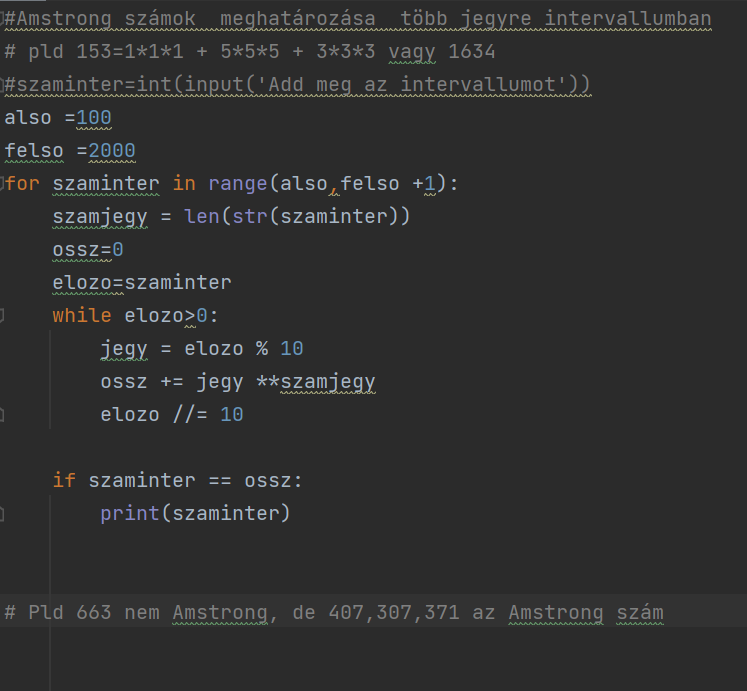 #Amstrong számok  meghatározása  több jegyre intervallumban
# pld 153=1*1*1 + 5*5*5 + 3*3*3 vagy 1634
#szaminter=int(input('Add meg az intervallumot'))
also =100
felso =2000
for szaminter in range(also,felso +1):
    szamjegy = len(str(szaminter))
    ossz=0
    elozo=szaminter
    while elozo>0:
        jegy = elozo % 10
        ossz += jegy **szamjegy
        elozo //= 10
    if szaminter == ossz:
        print(szaminter)
# Pld 663 nem Amstrong, de 407,307,371 az Amstrong szám